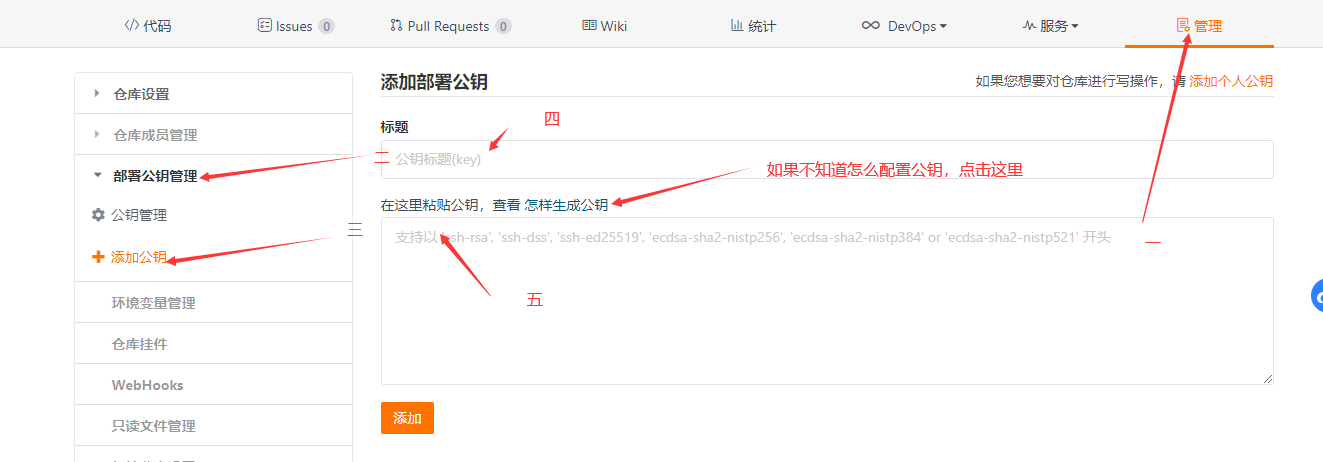 代码 Issues 0 Pull Requests 0 Wiki 统计 DevOps 服务 管理
仓库设置
仓库成员管理
部署公钥管理
公钥管理
添加公钥
环境变量管理
仓库挂件
WebHooks
只读文件管理
添加部署公钥
如果您想要对仓库进行写操作，请 添加个人公钥
标题
四
二
公钥标题(key)
如果不知道怎么配置公钥，点击这里
在这里粘贴公钥，查看 怎样生成公钥
三
支持以 'ssh-rsa', 'ssh-dss', 'ssh-ed25519', 'ecdsa-sha2-nistp256', 'ecdsa-sha2-nistp384' or 'ecdsa-sha2-nistp521' 开头
一
五
添加